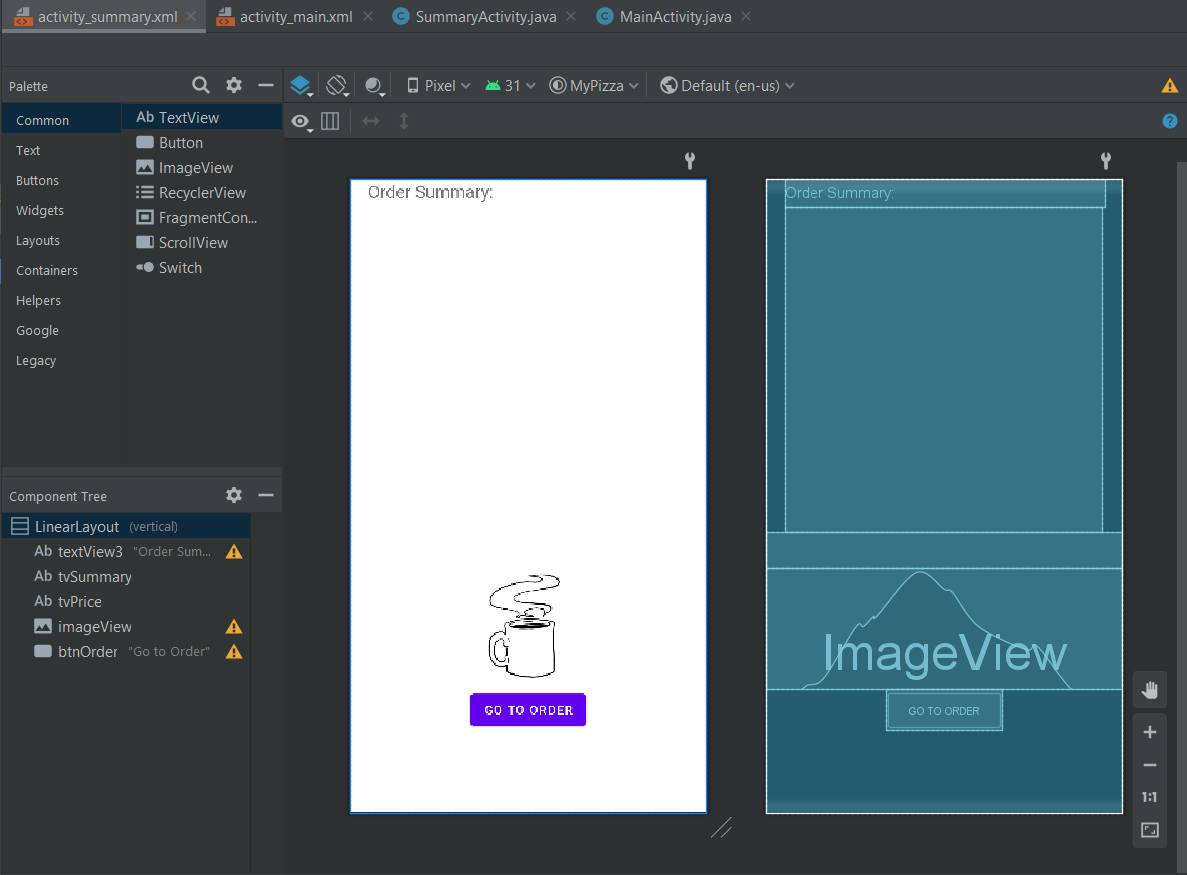 activity_summary.xml activity_main.xml SummaryActivity.java MainActivity.java
Palette
Pixel 31 MyPizza Default (en-us)
Common
Text
Buttons
Widgets
Layouts
Containers
Helpers
Google
Legacy
Ab TextView
Button
ImageView
RecyclerView
FragmentCon...
ScrollView
Switch
Component Tree
LinearLayout (vertical)
Ab textView3 "Order Sum...
Ab tvSummary
Ab tvPrice
imageView
btnOrder "Go to Order"
Order Summary:
GO TO ORDER
Order Summary:
ImageView
GO TO ORDER
1:1